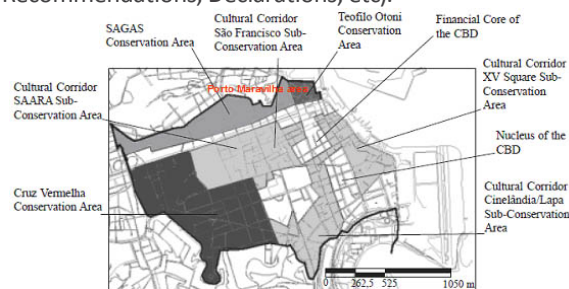 Recommendations, Declarations, etc).
SAGAS
Conservation Area
Cultural Corridor
São Francisco Sub-
Conservation Area
Teofilo Otoni
Conservation
Area
Financial Core of
the CBD
Cultural Corridor
XV Square Sub-
Conservation
Area
Cultural Corridor
SAARA Sub-
Conservation Area
Porto Maravilha area
Nucleus of the
CBD
Cruz Vermelha
Conservation Area
Cultural Corridor
Cinelândia/Lapa
Sub-Conservation
Area
0 262,5 525 1050 m